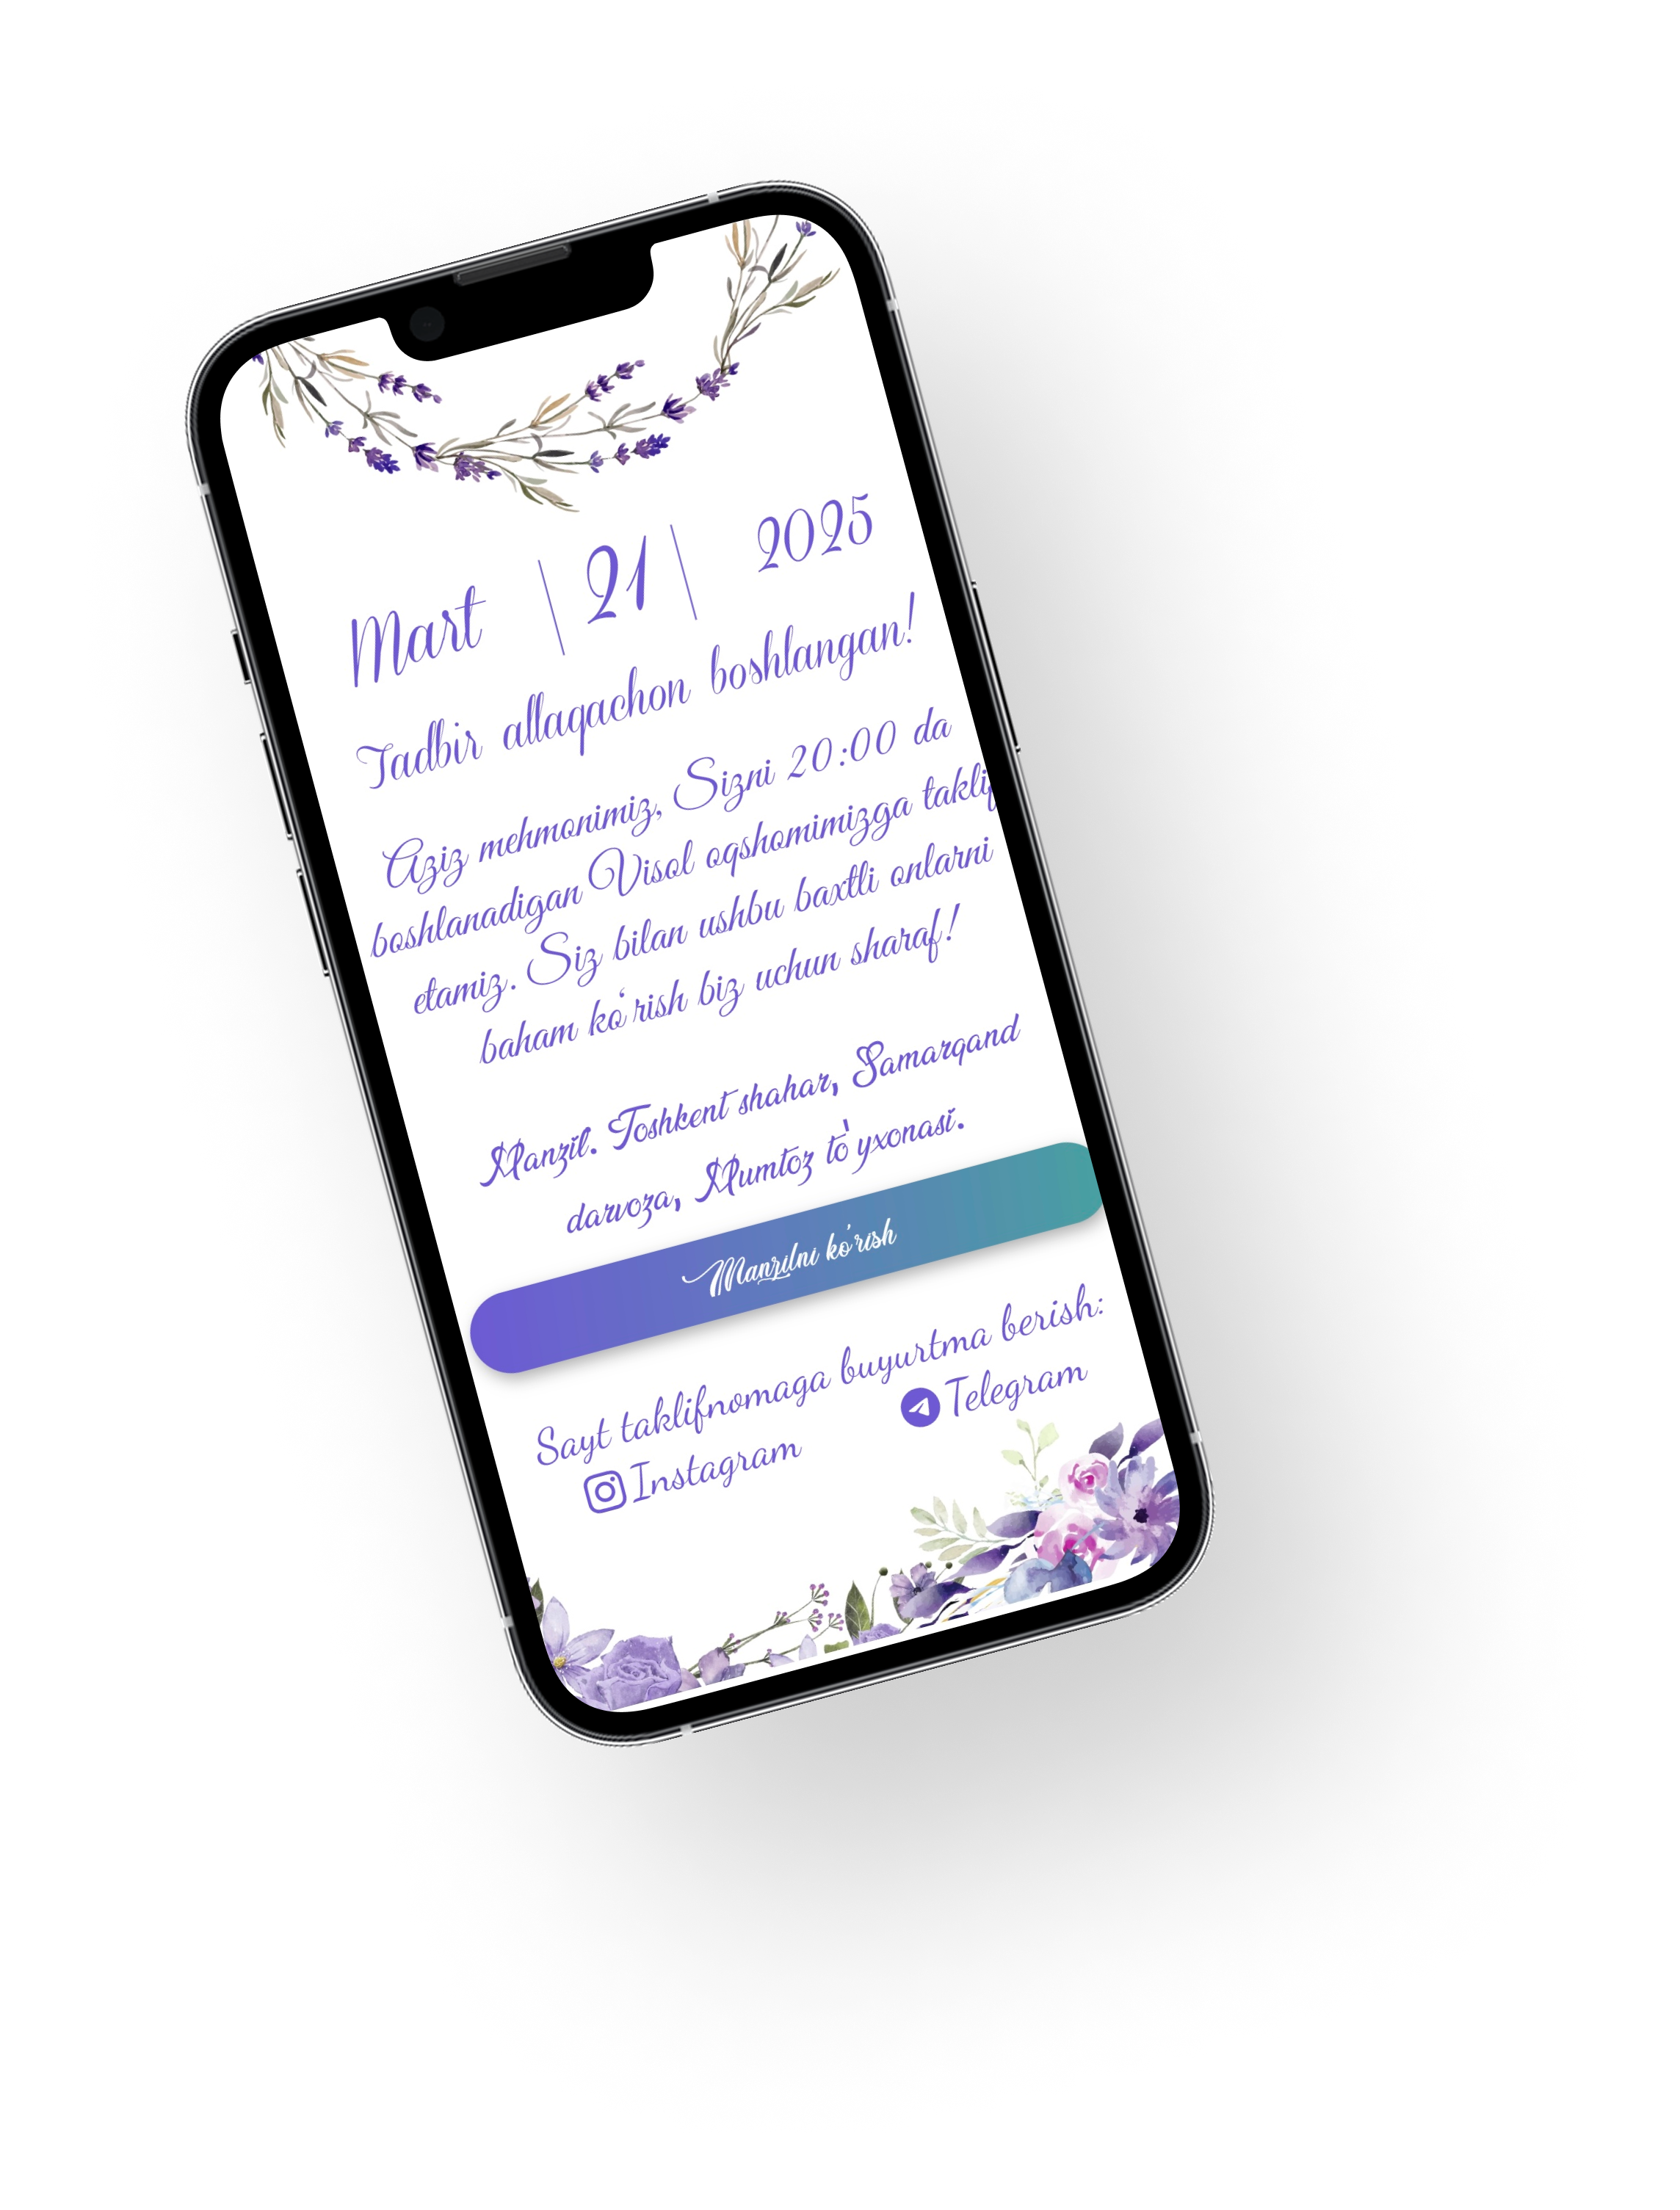 Mart | 21 | 2025
Tadbir allaqachon boshlangan!
Aziz mehmonimiz, Sizni 20:00 da
boshlanadigan Visol oqshomimizga taklif
etamiz. Siz bilan ushbu baxtli onlarni
baham ko‘rish biz uchun sharaf!
Manzil. Toshkent shahar, Samarqand
darvoza, Mumtoz to'yxonasi.
Manzilni ko'rish
Sayt taklifnomaga buyurtma berish:
Instagram Telegram